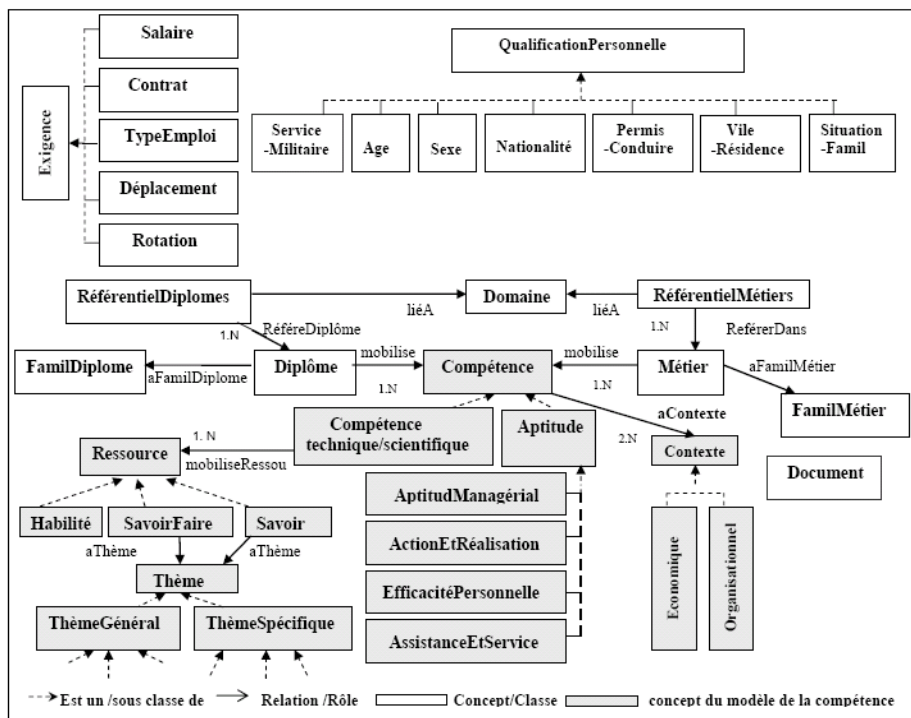 Salaire
Contrat
TypeEmploi
Déplacement
Rotation
Exigence
QualificationPersonnelle
Service
-Militaire
Age
Sexe
Nationalité
Permis
-Conduire
Vile
-Résidence
Situation
-Famil
RéférentielDiplomes
liéA
Domaine
liéA
RéférentielMétiers
1.N
RéféreDiplôme
1.N
ReférerDans
FamilDiplome
aFamilDiplome
Diplôme
mobilise
1.N
Compétence
mobilise
1.N
Métier
aFamilMétier
FamilMétier
Compétence
technique/scientifique
Aptitude
aContexte
2.N
Contexte
Ressource
1. N
mobiliseRessou
Document
Habilité
SavoirFaire
Savoir
aThème
aThème
Thème
ThèmeGénéral
ThèmeSpécifique
AptitudManagérial
ActionEtRéalisation
EfficacitéPersonnelle
AssistanceEtService
Economique
Organisationnel
Est un /sous classe de
Relation /Rôle
Concept/Classe
concept du modèle de la compétence